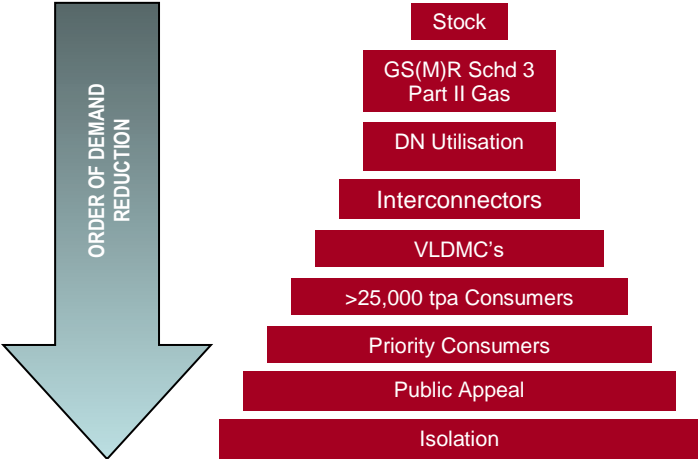 ORDER OF DEMAND
REDUCTION
Stock
GS(M)R Schd 3
Part II Gas
DN Utilisation
Interconnectors
VLDMC's
>25,000 tpa Consumers
Priority Consumers
Public Appeal
Isolation